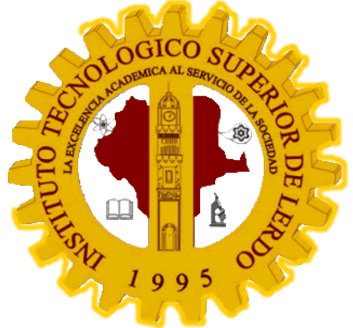 INSTITUTO TECNOLOGICO SUPERIOR DE LERDO
LA EXCELENCIA ACADEMICA AL SERVICIO DE LA SOCIEDAD
1995